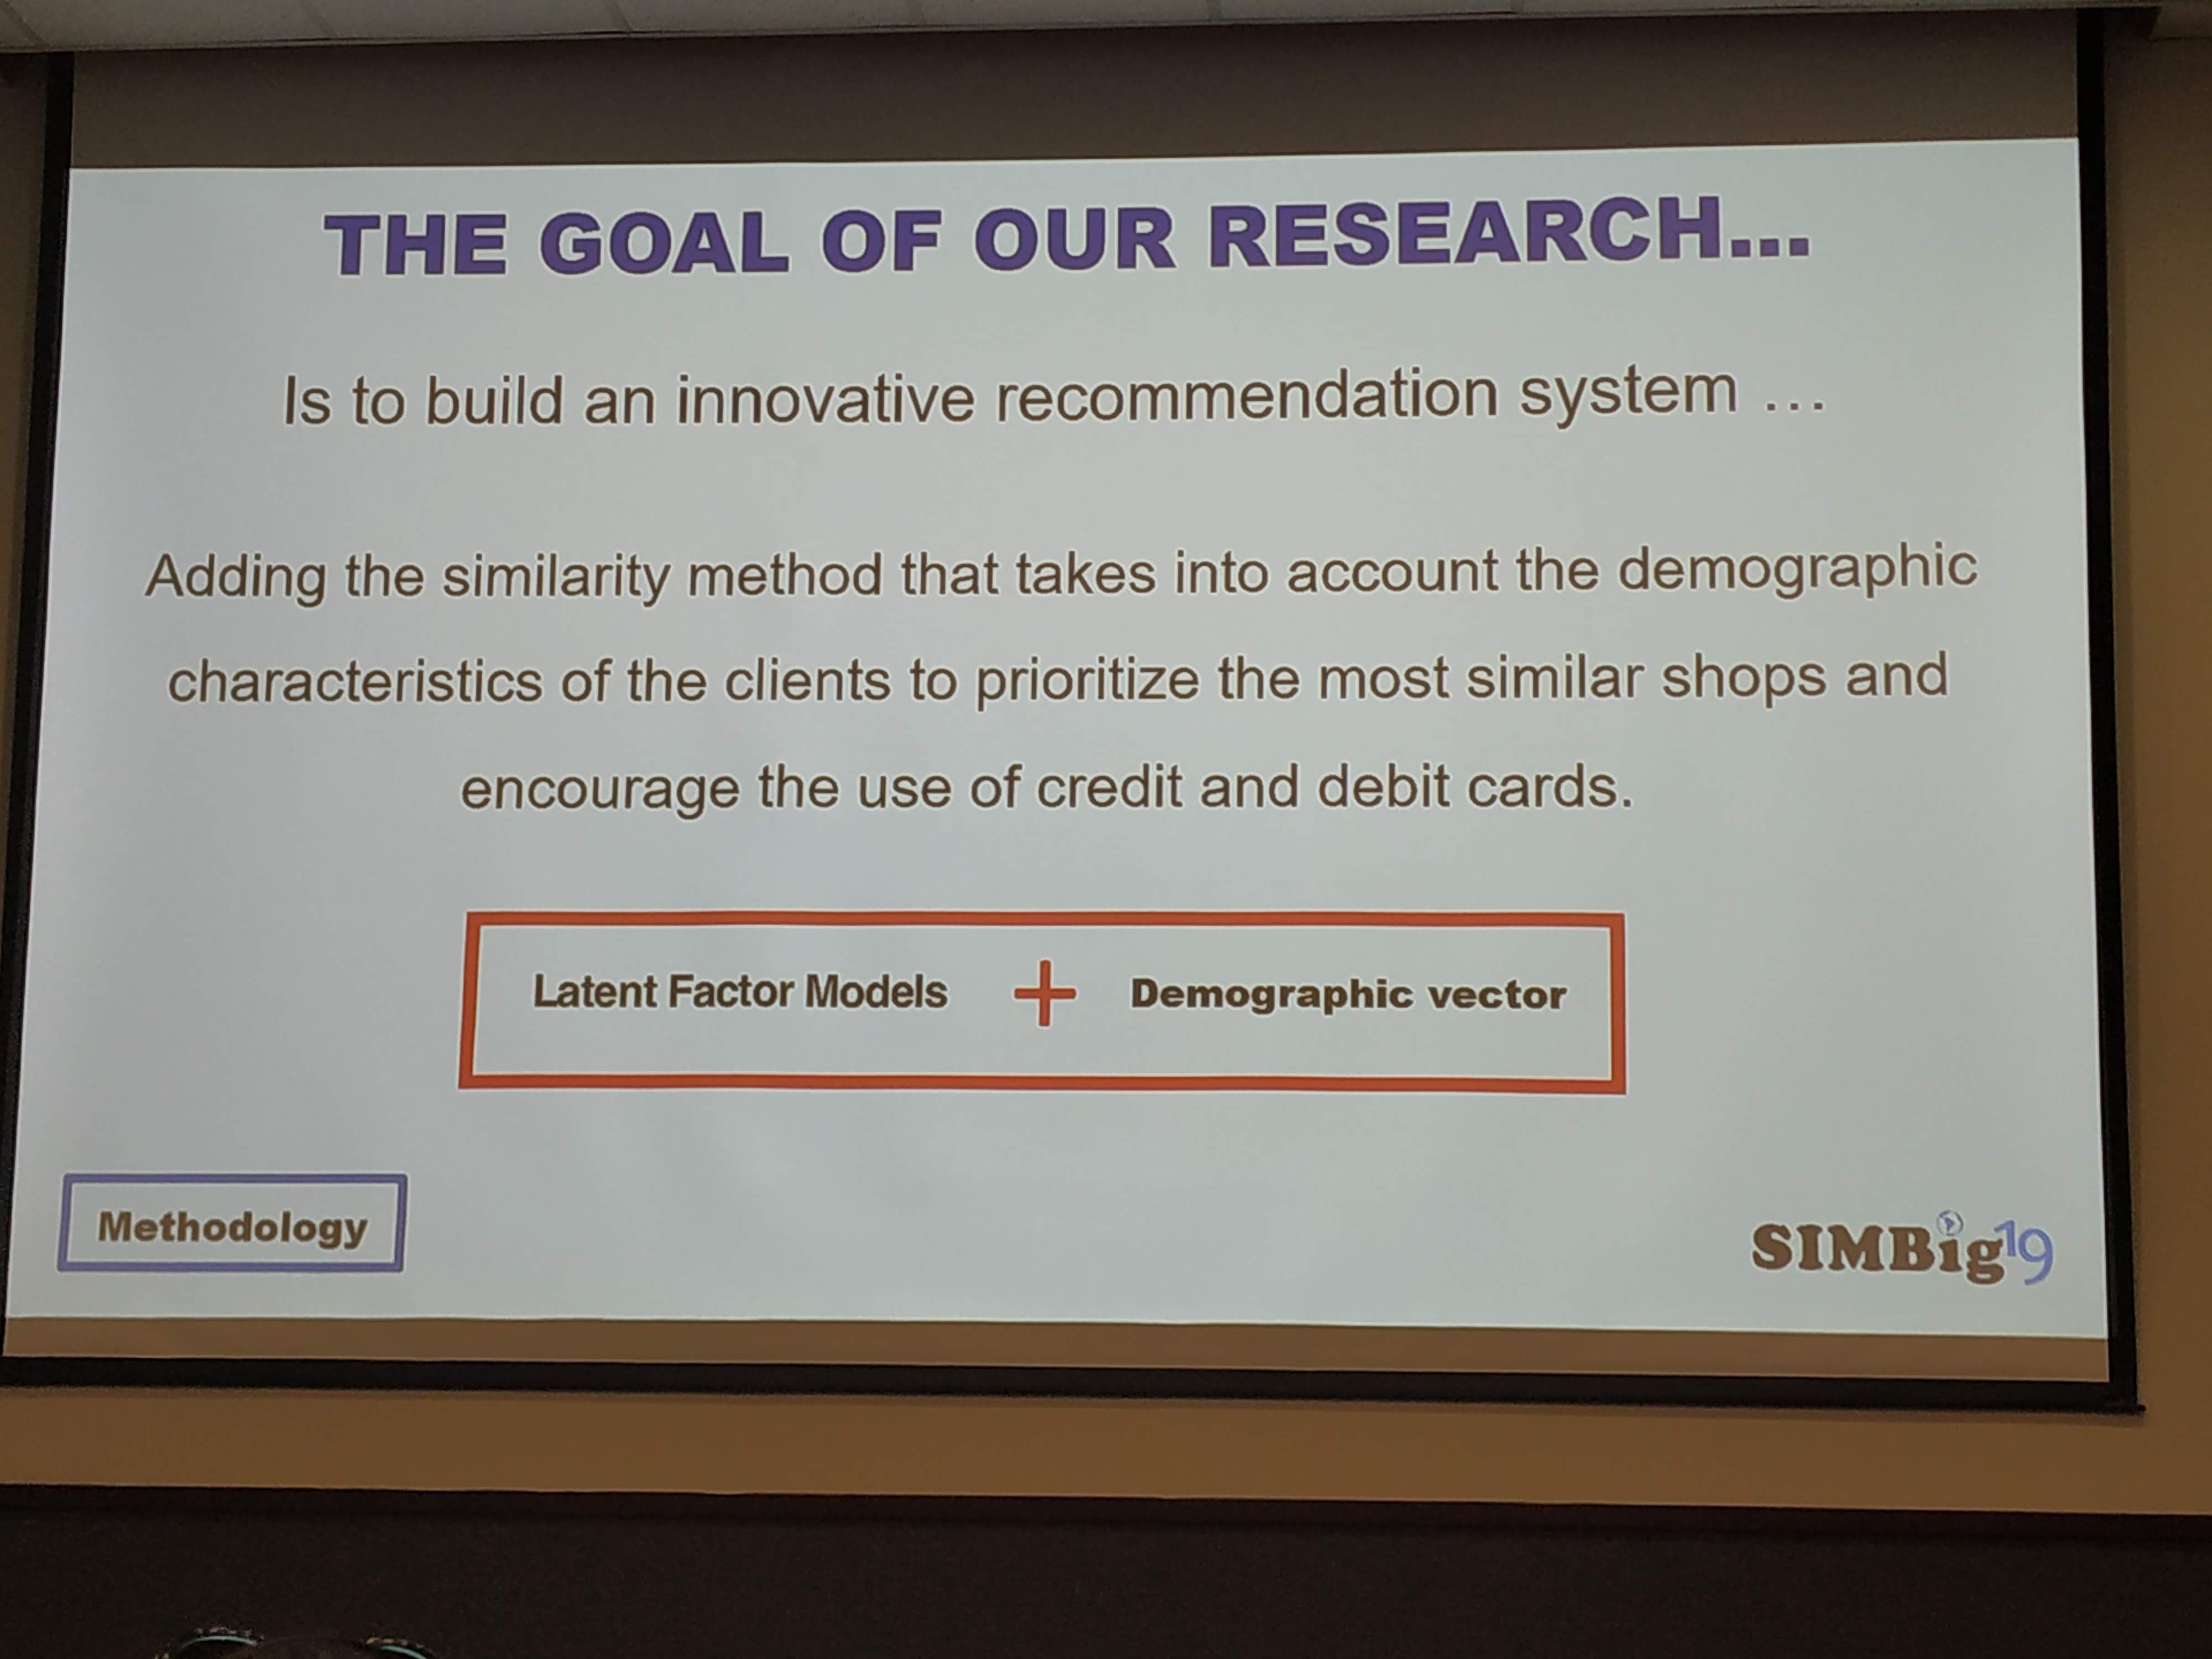 THE GOAL OF OUR RESEARCH...
Is to build an innovative recommendation system ...
Adding the similarity method that takes into account the demographic
characteristics of the clients to prioritize the most similar shops and
encourage the use of credit and debit cards.
Latent Factor Models + Demographic vector
Methodology
SIMBig19